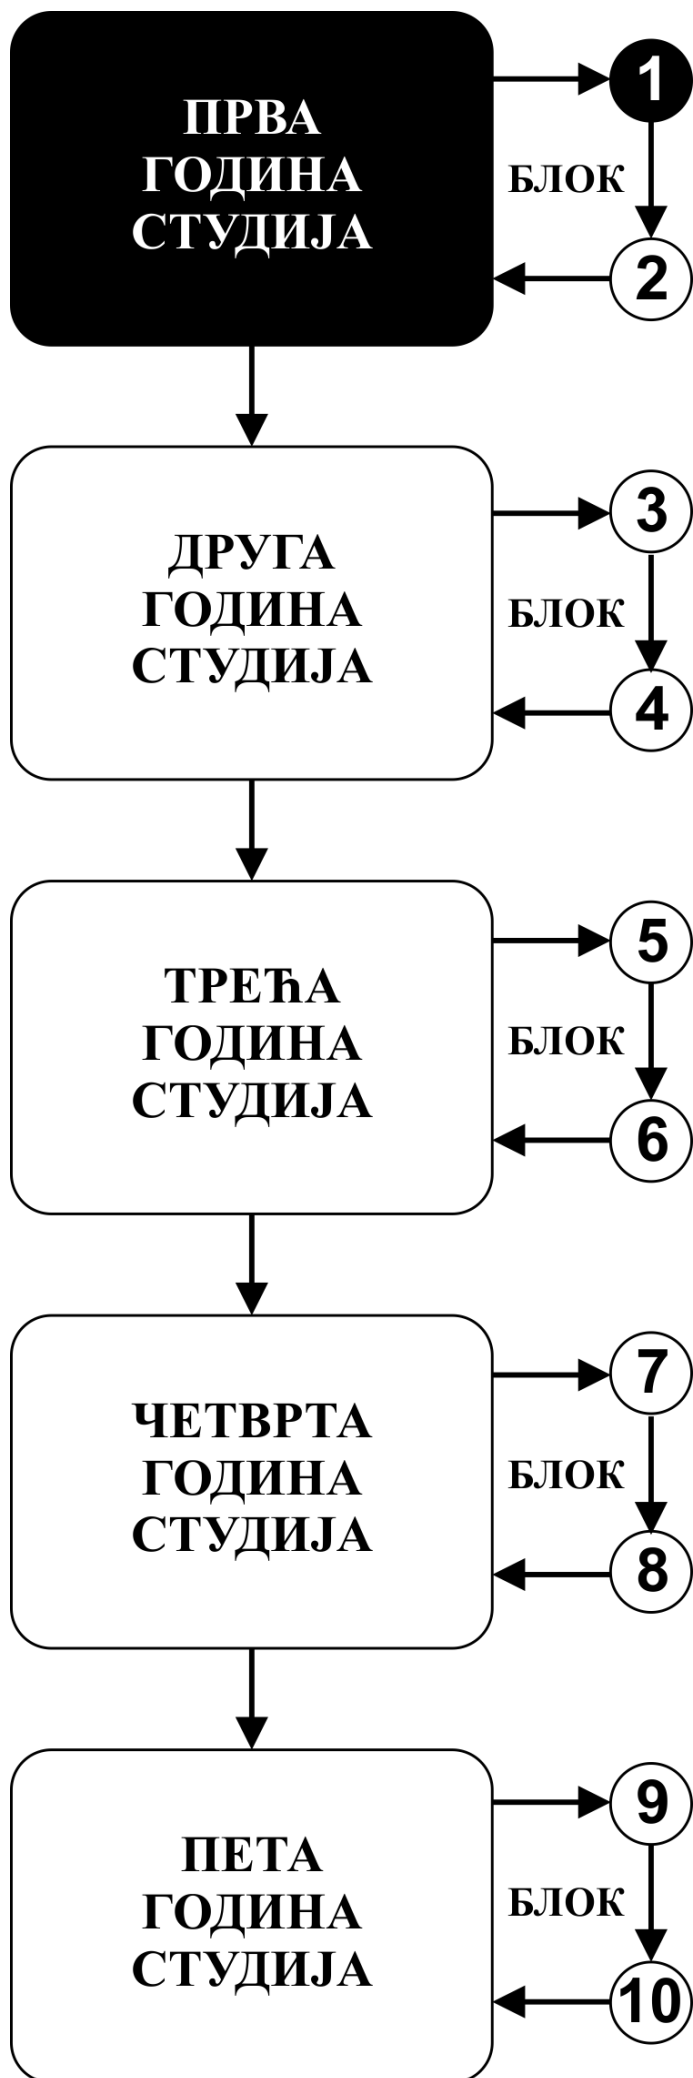 ПРВА
ГОДИНА
СТУДИЈА
1
БЛОК
2
ДРУГА
ГОДИНА
СТУДИЈА
3
БЛОК
4
ТРЕЋА
ГОДИНА
СТУДИЈА
5
БЛОК
6
ЧЕТВРТА
ГОДИНА
СТУДИЈА
7
БЛОК
8
ПЕТА
ГОДИНА
СТУДИЈА
9
БЛОК
10